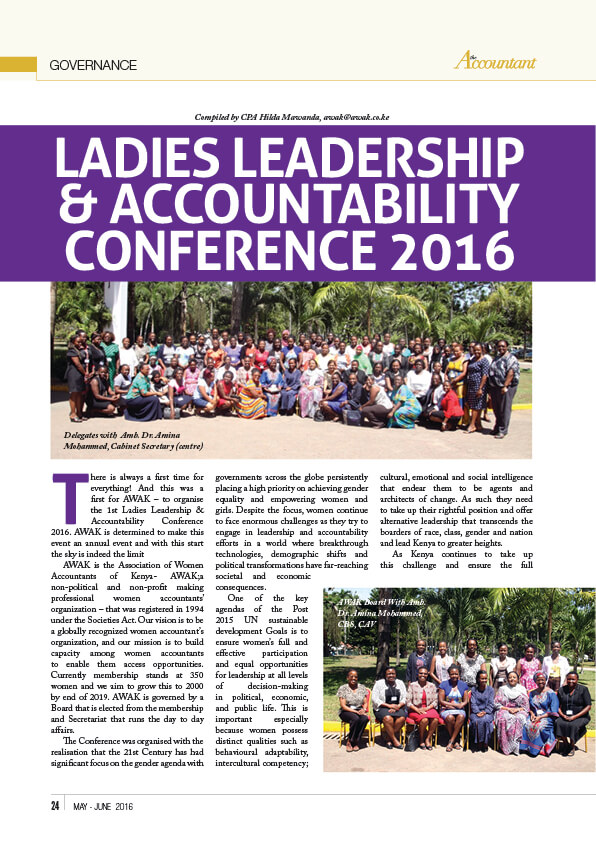 GOVERNANCE
the Accountant
Compiled by CPA Hilda Mawanda, awak@awak.co.ke
LADIES LEADERSHIP
& ACCOUNTABILITY
CONFERENCE 2016
Delegates with Amb. Dr. Amina
Mohammed, Cabinet Secretary (centre)
There is always a first time for
everything! And this was a
first for AWAK – to organise
the 1st Ladies Leadership &
Accountability Conference
2016. AWAK is determined to make this
event an annual event and with this start
the sky is indeed the limit
AWAK is the Association of Women
Accountants of Kenya- AWAK;a
non-political and non-profit making
professional women accountants'
organization – that was registered in 1994
under the Societies Act. Our vision is to be
a globally recognized women accountant's
organization, and our mission is to build
capacity among women accountants
to enable them access opportunities.
Currently membership stands at 350
women and we aim to grow this to 2000
by end of 2019. AWAK is governed by a
Board that is elected from the membership
and Secretariat that runs the day to day
affairs.
The Conference was organised with the
realisation that the 21st Century has had
significant focus on the gender agenda with
governments across the globe persistently
placing a high priority on achieving gender
equality and empowering women and
girls. Despite the focus, women continue
to face enormous challenges as they try to
engage in leadership and accountability
efforts in a world where breakthrough
technologies, demographic shifts and
political transformations have far-reaching
societal and economic
consequences.
One of the key
agendas of the Post
2015 UN sustainable
development Goals is to
ensure women's full and
effective participation
and equal opportunities
for leadership at all levels
of decision-making
in political, economic,
and public life. This is
important especially
because women possess
distinct qualities such as
behavioural adaptability,
intercultural competency;
cultural, emotional and social intelligence
that endear them to be agents and
architects of change. As such they need
to take up their rightful position and offer
alternative leadership that transcends the
boarders of race, class, gender and nation
and lead Kenya to greater heights.
As Kenya continues to take up
this challenge and ensure the full
AWAK Board With Amb.
Dr. Amina Mohammed,
CBS, CAV
24 MAY - JUNE 2016